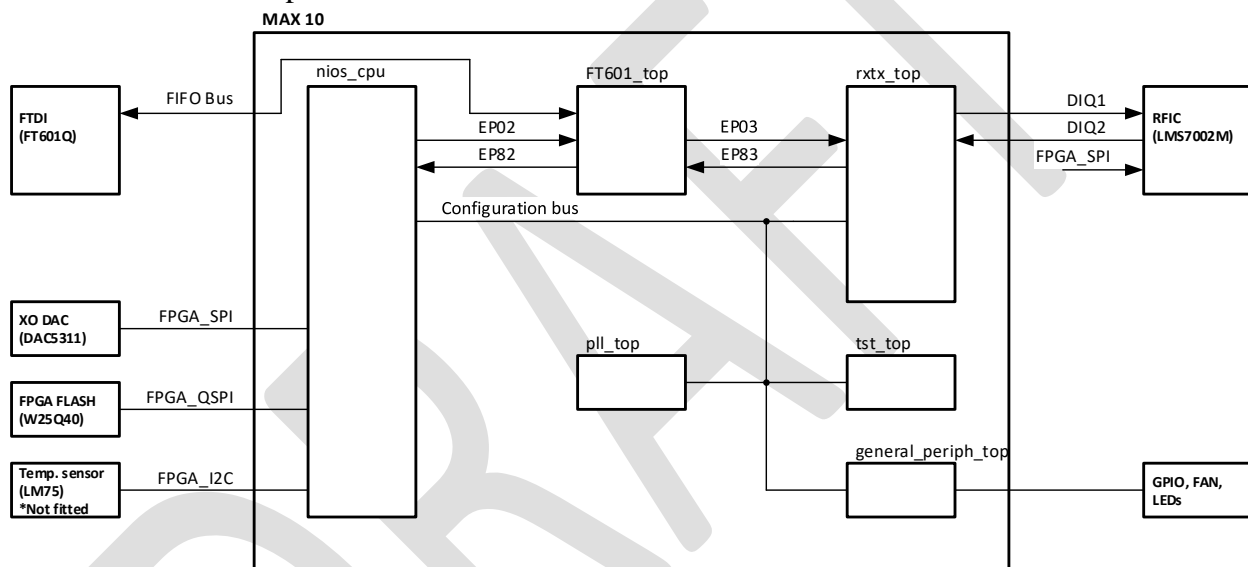 MAX 10
nios_cpu
FT601_top
rxtx_top
FTDI
(FT601Q)
FIFO Bus
EP02
EP82
EP03
EP83
DIQ1
DIQ2
FPGA_SPI
RFIC
(LMS7002M)
Configuration bus
XO DAC
(DAC5311)
FPGA_SPI
pll_top
tst_top
FPGA FLASH
(W25Q40)
FPGA_QSPI
general_periph_top
Temp. sensor
(LM75)
*Not fitted
FPGA_I2C
GPIO, FAN,
LEDs
DRAFT